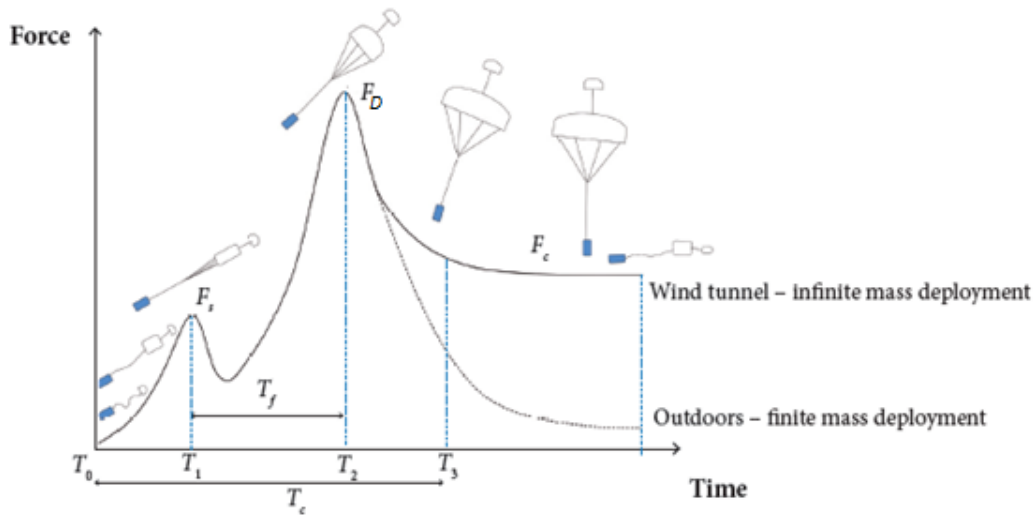 Force
F_D
F_c
F_s
Wind tunnel – infinite mass deployment
T_f
Outdoors – finite mass deployment
T_0 T_1 T_2 T_3
Time
T_c